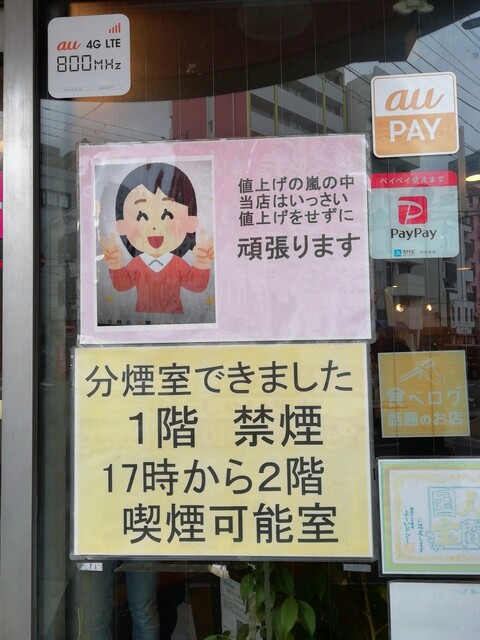 au 4G LTE
800MHz
au
PAY
値上げの嵐の中
当店はいっさい
値上げをせずに
頑張ります
ペイペイ使えます
PayPay
分煙室できました
1階 禁煙
17時から2階
喫煙可能室
食べログ
話題のお店